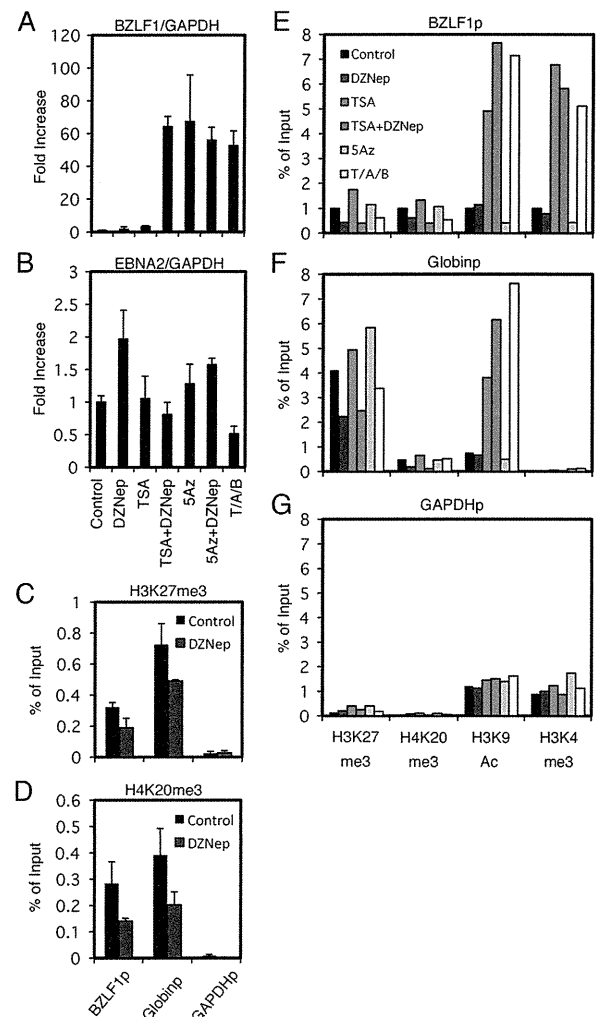 A
BZLF1/GAPDH
120
100
80
60
40
20
0
Fold Increase
B
EBNA2/GAPDH
3
2.5
2
1.5
1
0.5
0
Fold Increase
Control
DZNep
TSA
TSA+DZNep
5Az
5Az+DZNep
T/A/B
C
H3K27me3
1
0.8
0.6
0.4
0.2
0
% of Input
Control
DZNep
D
H4K20me3
0.6
0.5
0.4
0.3
0.2
0.1
0
% of Input
Control
DZNep
BZLF1p
Globinp
GAPDHp
E
BZLF1p
8
7
6
5
4
3
2
1
0
% of Input
Control
DZNep
TSA
TSA+DZNep
5Az
T/A/B
F
Globinp
8
7
6
5
4
3
2
1
0
% of Input
G
GAPDHp
8
7
6
5
4
3
2
1
0
% of Input
H3K27 H4K20 H3K9 H3K4
me3 me3 Ac me3